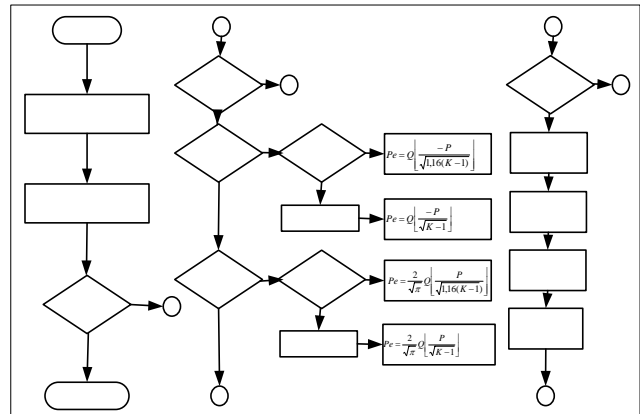 Pe = Q⌊−P / √1,16(K−1)⌋
Pe = Q⌊−P / √K−1⌋
Pe = 2/√π Q⌊P / √1,16(K−1)⌋
Pe = 2/√π Q⌊P / √K−1⌋